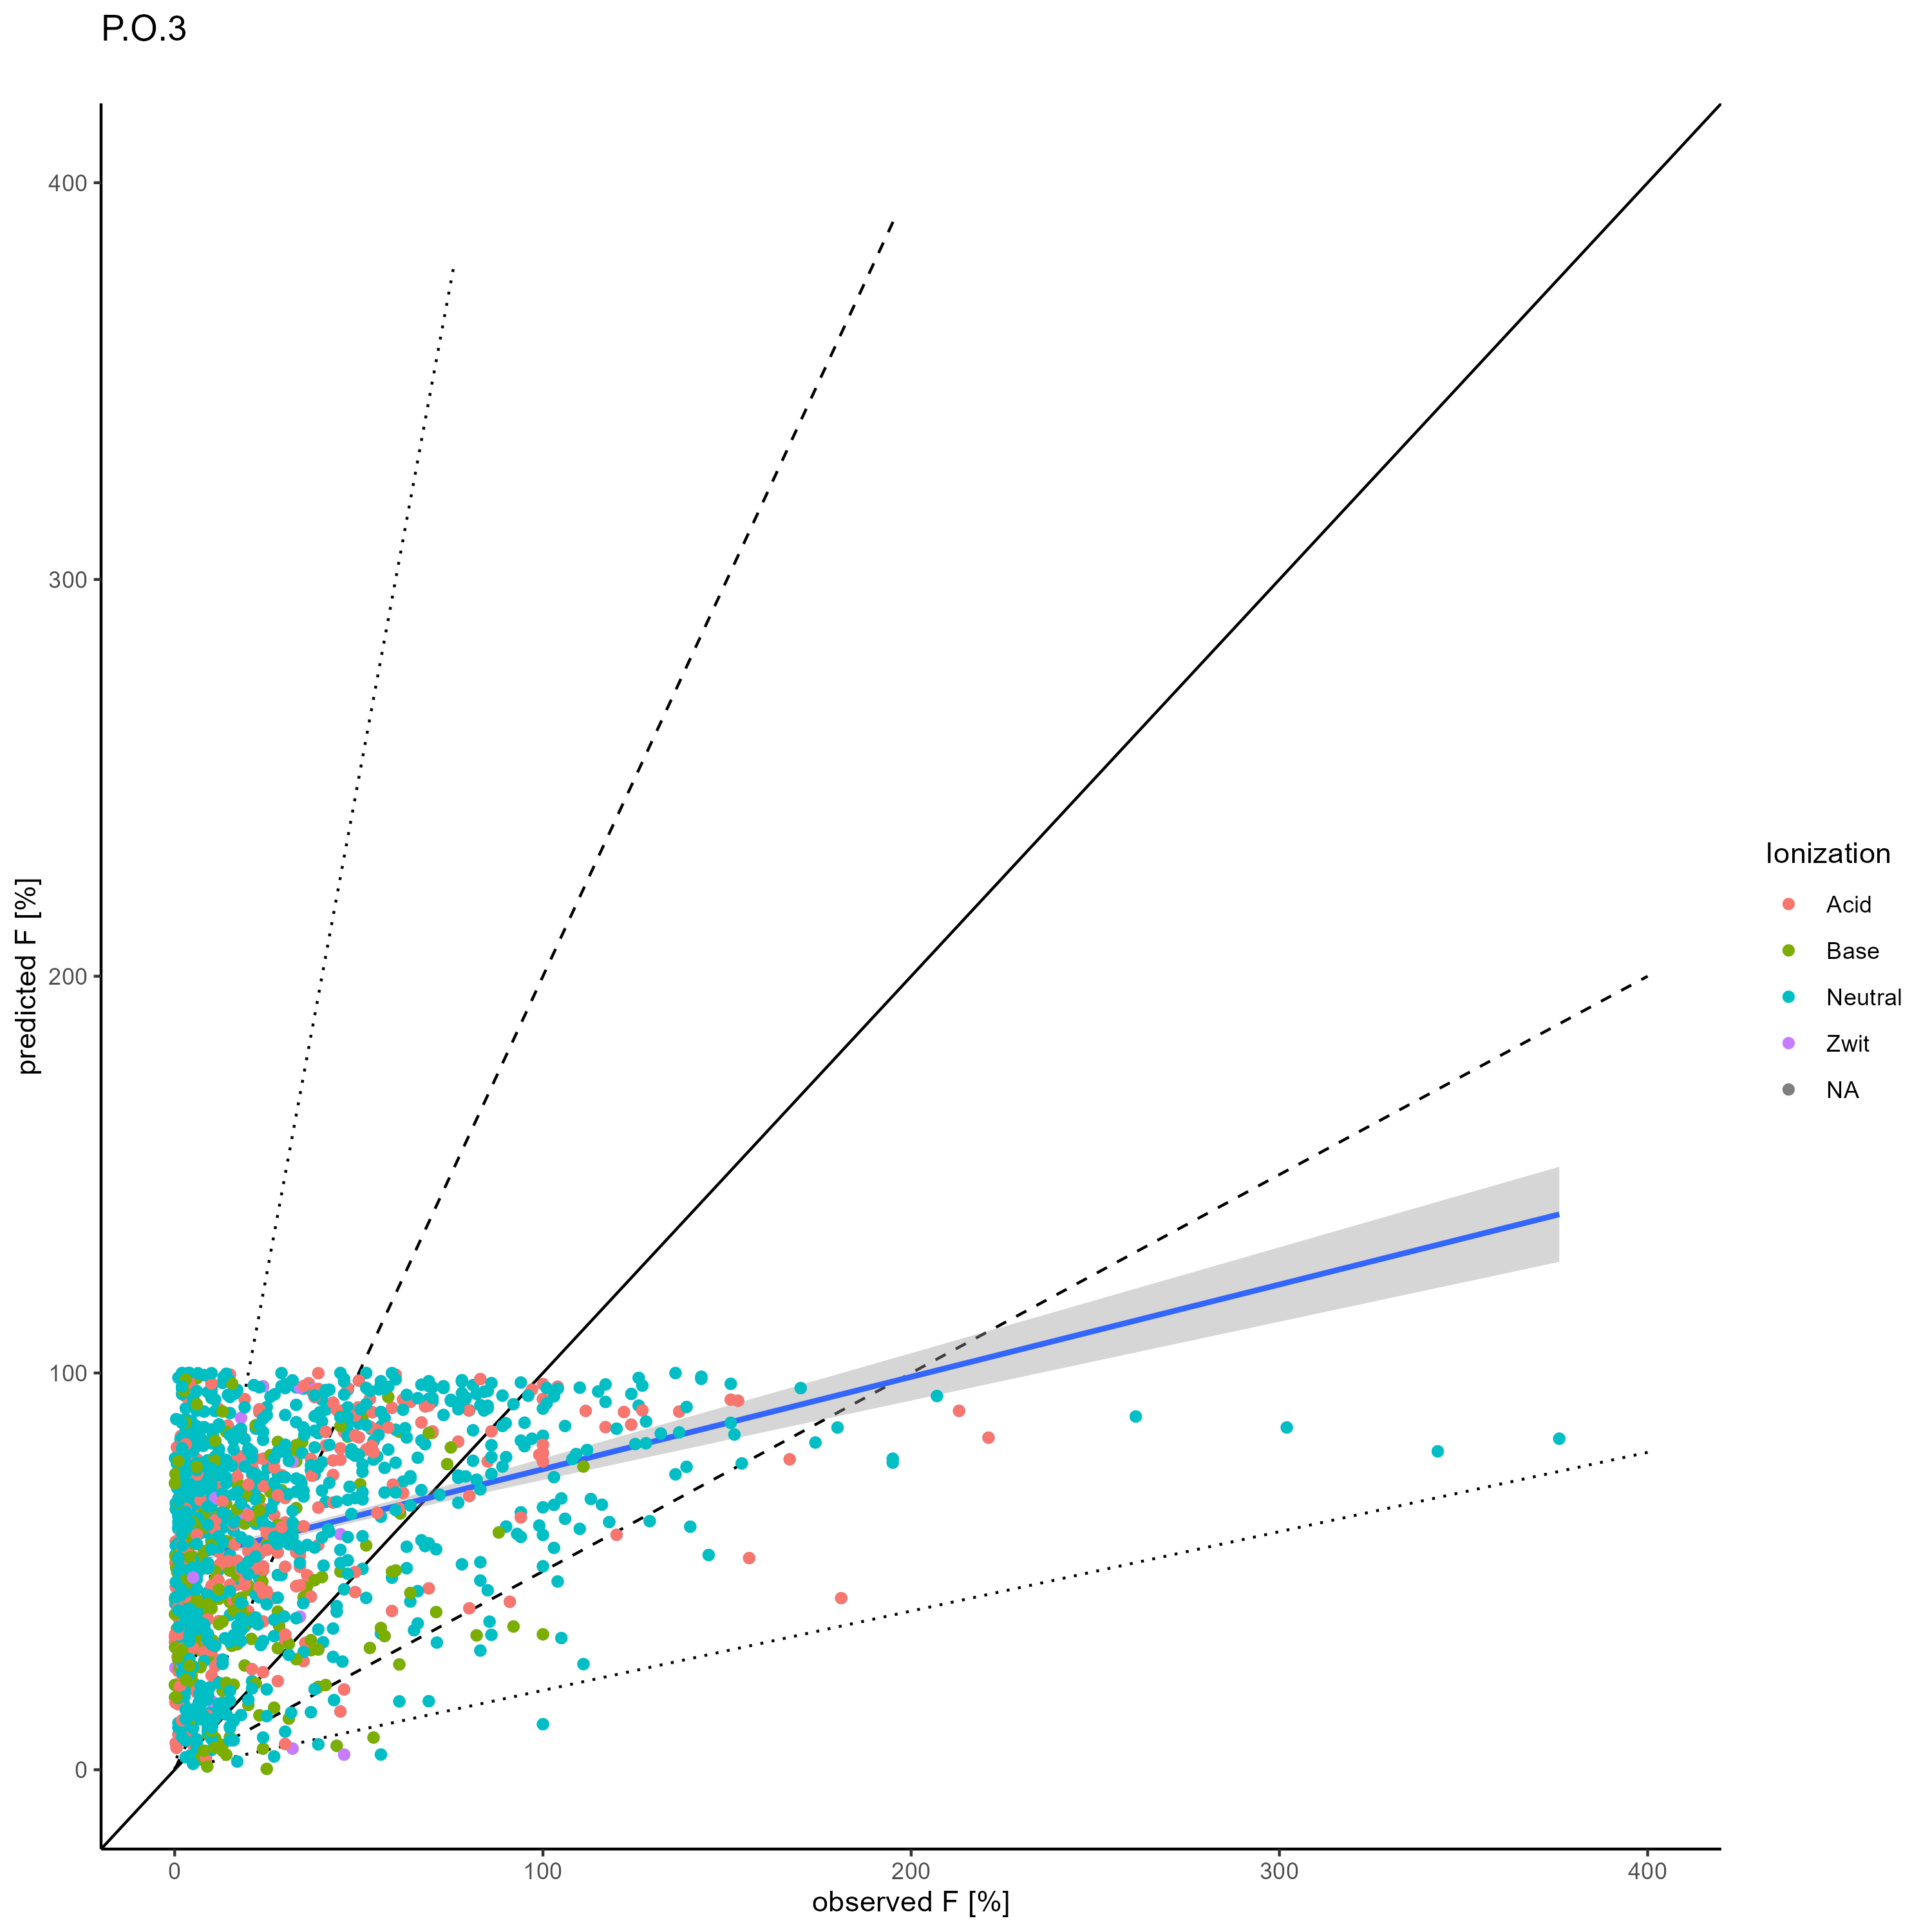 P.O.3
400
300
200
100
0
predicted F [%]
0 100 200 300 400
observed F [%]
Ionization
Acid
Base
Neutral
Zwit
NA